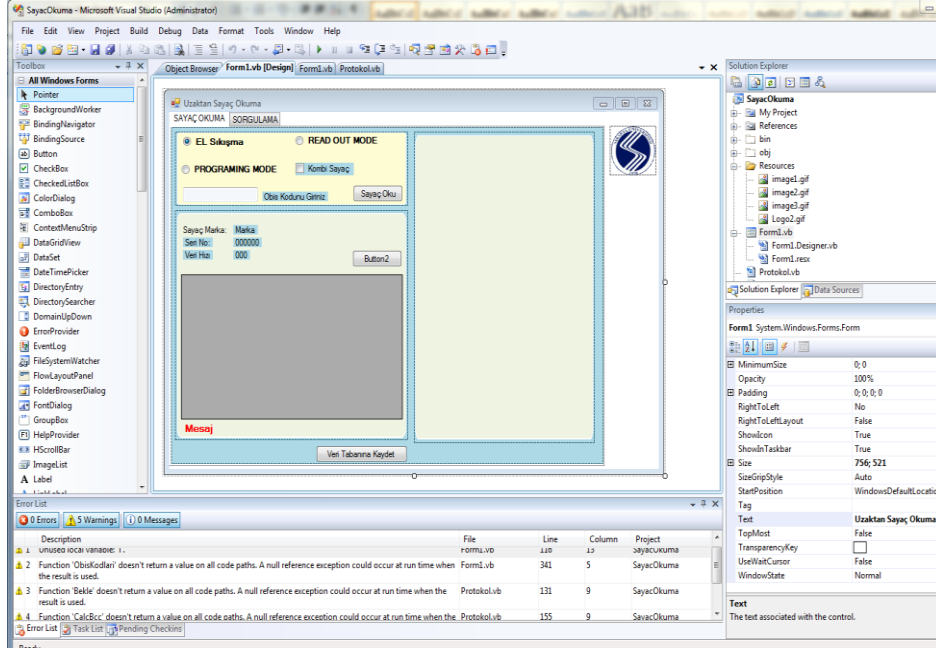 SayacOkuma - Microsoft Visual Studio (Administrator)
File Edit View Project Build Debug Data Format Tools Window Help
Toolbox
All Windows Forms
Pointer
BackgroundWorker
BindingNavigator
BindingSource
Button
CheckBox
CheckedListBox
ColorDialog
ComboBox
ContextMenuStrip
DataGridView
DataSet
DateTimePicker
DirectoryEntry
DirectorySearcher
DomainUpDown
ErrorProvider
EventLog
FileSystemWatcher
FlowLayoutPanel
FolderBrowserDialog
FontDialog
GroupBox
HelpProvider
HScrollBar
ImageList
Label
LinkLabel
Object Browser Form1.vb [Design] Form1.vb Protokol.vb
Uzaktan Sayaç Okuma
SAYAÇ OKUMA SORGULAMA
EL Sıkışma READ OUT MODE
PROGRAMING MODE Kombi Sayaç
Obis Kodunu Giriniz Sayaç Oku
Sayaç Marka: Marka
Seri No: 000000
Veri Hızı 000
Button2
Mesaj
Veri Tabanına Kaydet
Solution Explorer
SayacOkuma
My Project
References
bin
obj
Resources
image1.gif
image2.gif
image3.gif
Logo2.gif
Form1.vb
Form1.Designer.vb
Form1.resx
Protokol.vb
Solution Explorer Data Sources
Properties
Form1 System.Windows.Forms.Form
MinimumSize 0; 0
Opacity 100%
Padding 0; 0; 0; 0
RightToLeft No
RightToLeftLayout False
ShowIcon True
ShowInTaskbar True
Size 756; 521
SizeGripStyle Auto
StartPosition WindowsDefaultLocatio
Tag
Text Uzaktan Sayaç Okuma
TopMost False
TransparencyKey
UseWaitCursor False
WindowState Normal
Text
The text associated with the control.
Error List
0 Errors 5 Warnings 0 Messages
Description File Line Column Project
1 Unused local variable: 'i'. Form1.vb 116 13 SayacOkuma
2 Function 'ObisKodlari' doesn't return a value on all code paths. A null reference exception could occur at run time when Form1.vb 341 5 SayacOkuma
the result is used.
3 Function 'Bekle' doesn't return a value on all code paths. A null reference exception could occur at run time when the Protokol.vb 131 9 SayacOkuma
result is used.
4 Function 'CalcBcc' doesn't return a value on all code paths. A null reference exception could occur at run time when the Protokol.vb 155 9 SayacOkuma
Error List Task List Pending Checkins
Ready